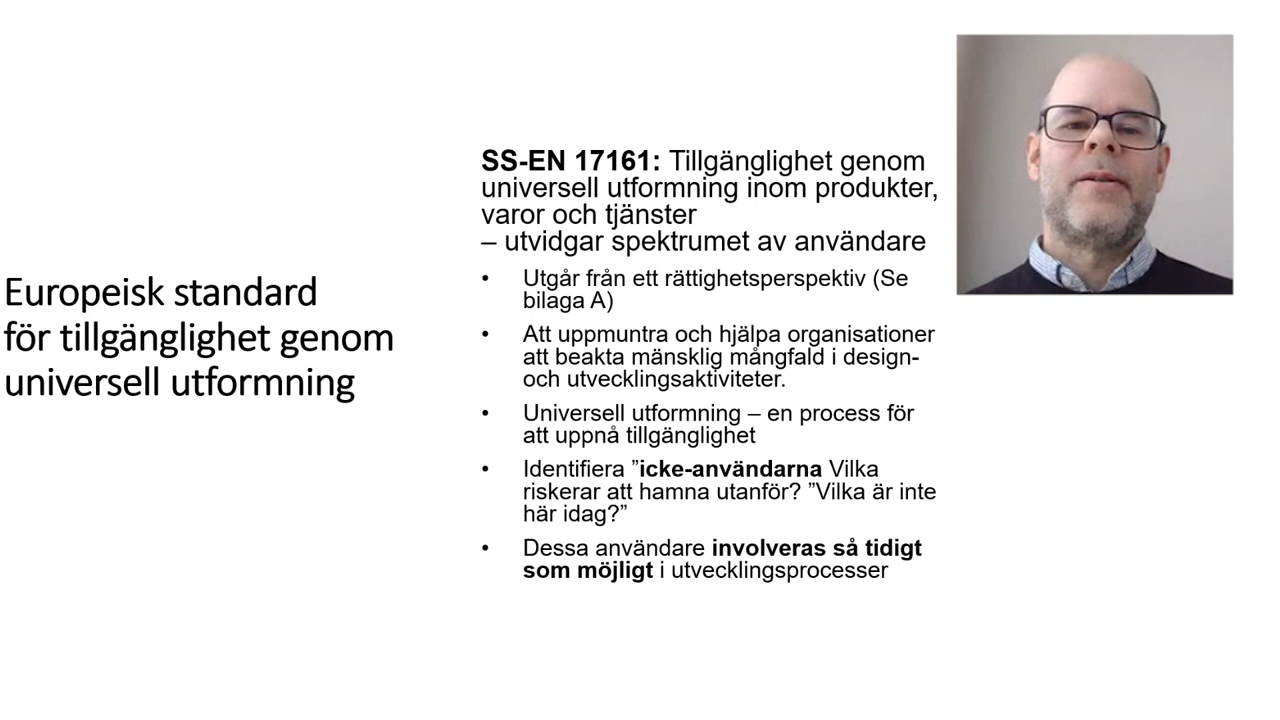 Europeisk standard
för tillgänglighet genom
universell utformning
SS-EN 17161: Tillgänglighet genom
universell utformning inom produkter,
varor och tjänster
– utvidgar spektrumet av användare
• Utgår från ett rättighetsperspektiv (Se
bilaga A)
• Att uppmuntra och hjälpa organisationer
att beakta mänsklig mångfald i design-
och utvecklingsaktiviteter.
• Universell utformning – en process för
att uppnå tillgänglighet
• Identifiera ”icke-användarna Vilka
riskerar att hamna utanför? ”Vilka är inte
här idag?”
• Dessa användare involveras så tidigt
som möjligt i utvecklingsprocesser